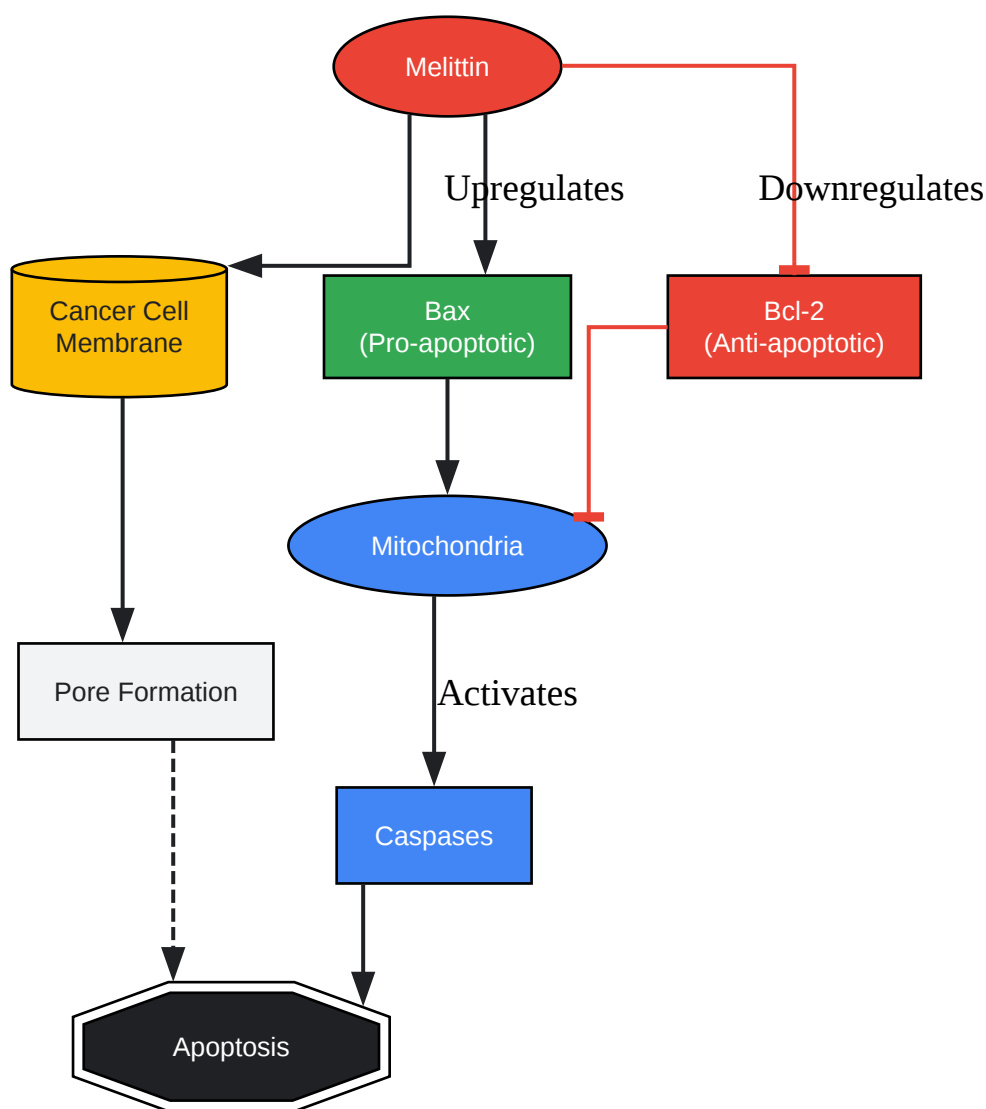 Melittin
Upregulates
Downregulates
Cancer Cell
Membrane
Bax
(Pro-apoptotic)
Bcl-2
(Anti-apoptotic)
Mitochondria
Pore Formation
Activates
Caspases
Apoptosis